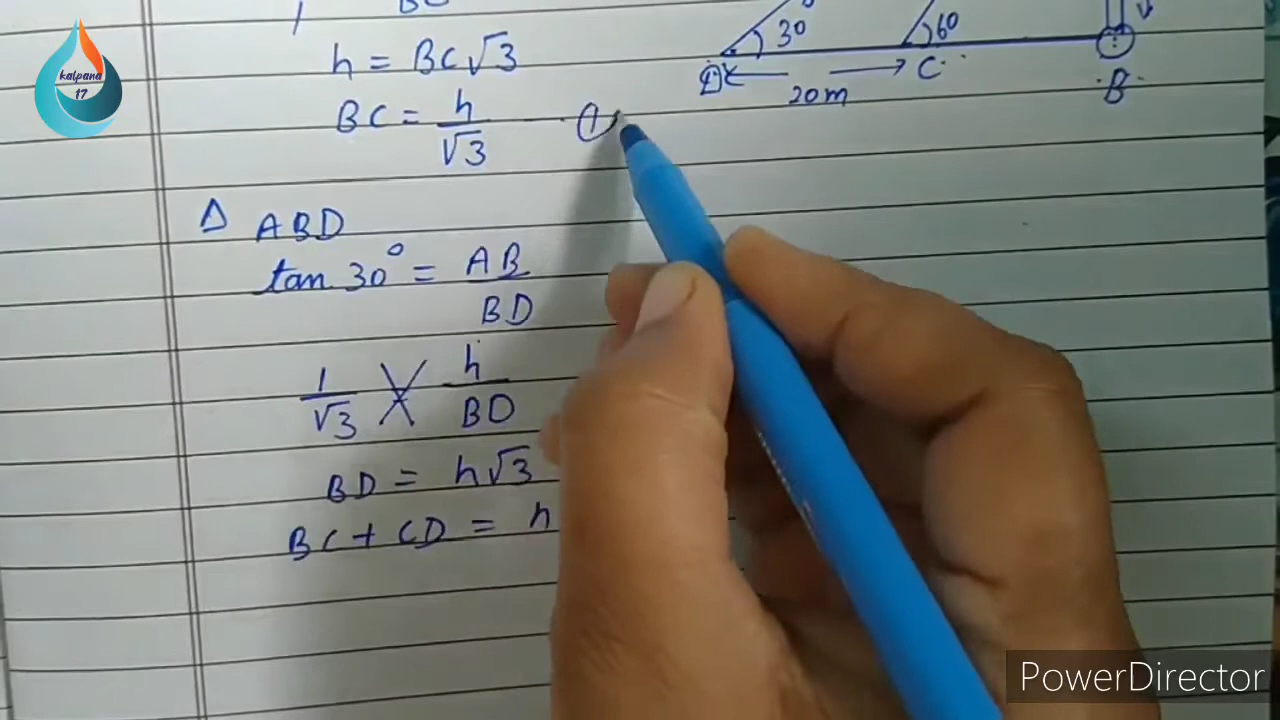 h = BC√3
BC = h/√3 — ①
30 60
D C
20m
B
Δ ABD
tan 30° = AB/BD
1/√3 h/BD
BD = h√3
BC + CD = h
kalpana
17
PowerDirector